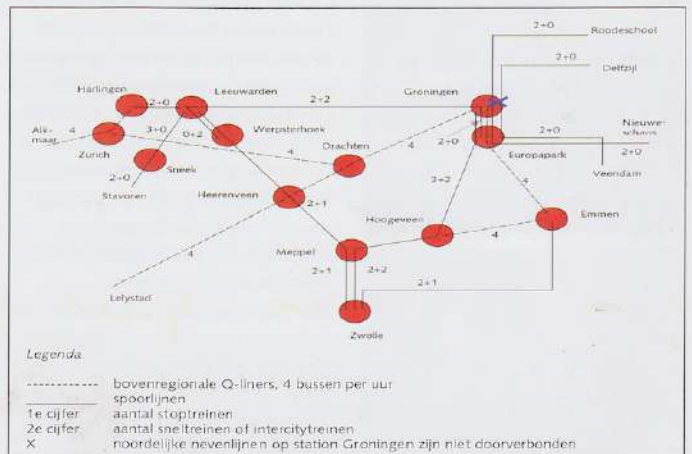 2+0
Roodeschool
2+0
Delfzijl
Harlingen
Leeuwarden
2+0
2+2
Groningen
Alk-
maar
4
3+0
0+2
Werpsterhoek
Drachten
4
2+0
2+0
Nieuwe-
schans
2+0
Zurich
4
Sneek
Europapark
Veendam
2+0
Stavoren
Heerenveen
2+1
2+2
4
Hoogeveen
Emmen
4
Meppel
4
2+1
2+2
2+1
Lelystad
Zwolle
Legenda
bovenregionale Q-liners, 4 bussen per uur
spoorlijnen
1e cijfer aantal stoptreinen
2e cijfer aantal sneltreinen of intercitytreinen
X noordelijke nevenlijnen op station Groningen zijn niet doorverbonden